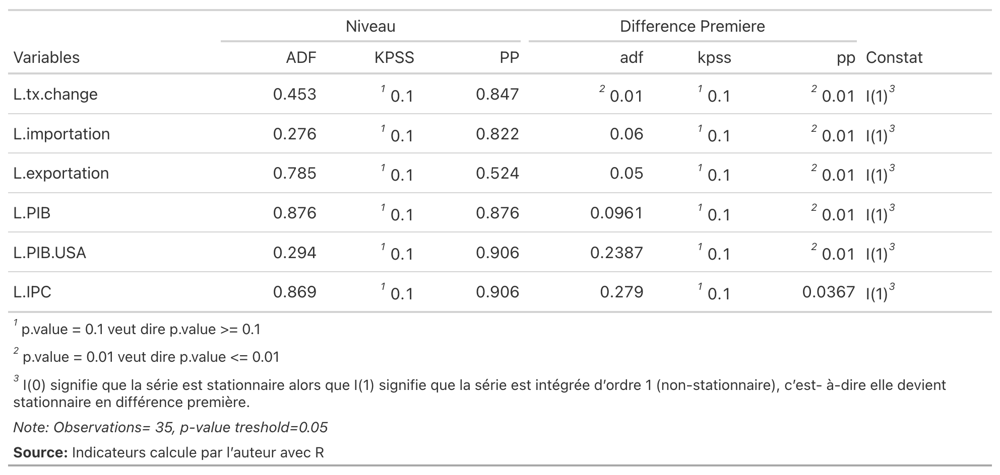 Niveau Difference Premiere
Variables ADF KPSS PP adf kpss pp Constat
L.tx.change 0.453 1 0.1 0.847 2 0.01 1 0.1 2 0.01 I(1)3
L.importation 0.276 1 0.1 0.822 0.06 1 0.1 2 0.01 I(1)3
L.exportation 0.785 1 0.1 0.524 0.05 1 0.1 2 0.01 I(1)3
L.PIB 0.876 1 0.1 0.876 0.0961 1 0.1 2 0.01 I(1)3
L.PIB.USA 0.294 1 0.1 0.906 0.2387 1 0.1 2 0.01 I(1)3
L.IPC 0.869 1 0.1 0.906 0.279 1 0.1 0.0367 I(1)3
1 p.value = 0.1 veut dire p.value >= 0.1
2 p.value = 0.01 veut dire p.value <= 0.01
3 I(0) signifie que la série est stationnaire alors que I(1) signifie que la série est intégrée d’ordre 1 (non-stationnaire), c’est- à-dire elle devient
stationnaire en différence première.
Note: Observations= 35, p-value treshold=0.05
Source: Indicateurs calcule par l’auteur avec R